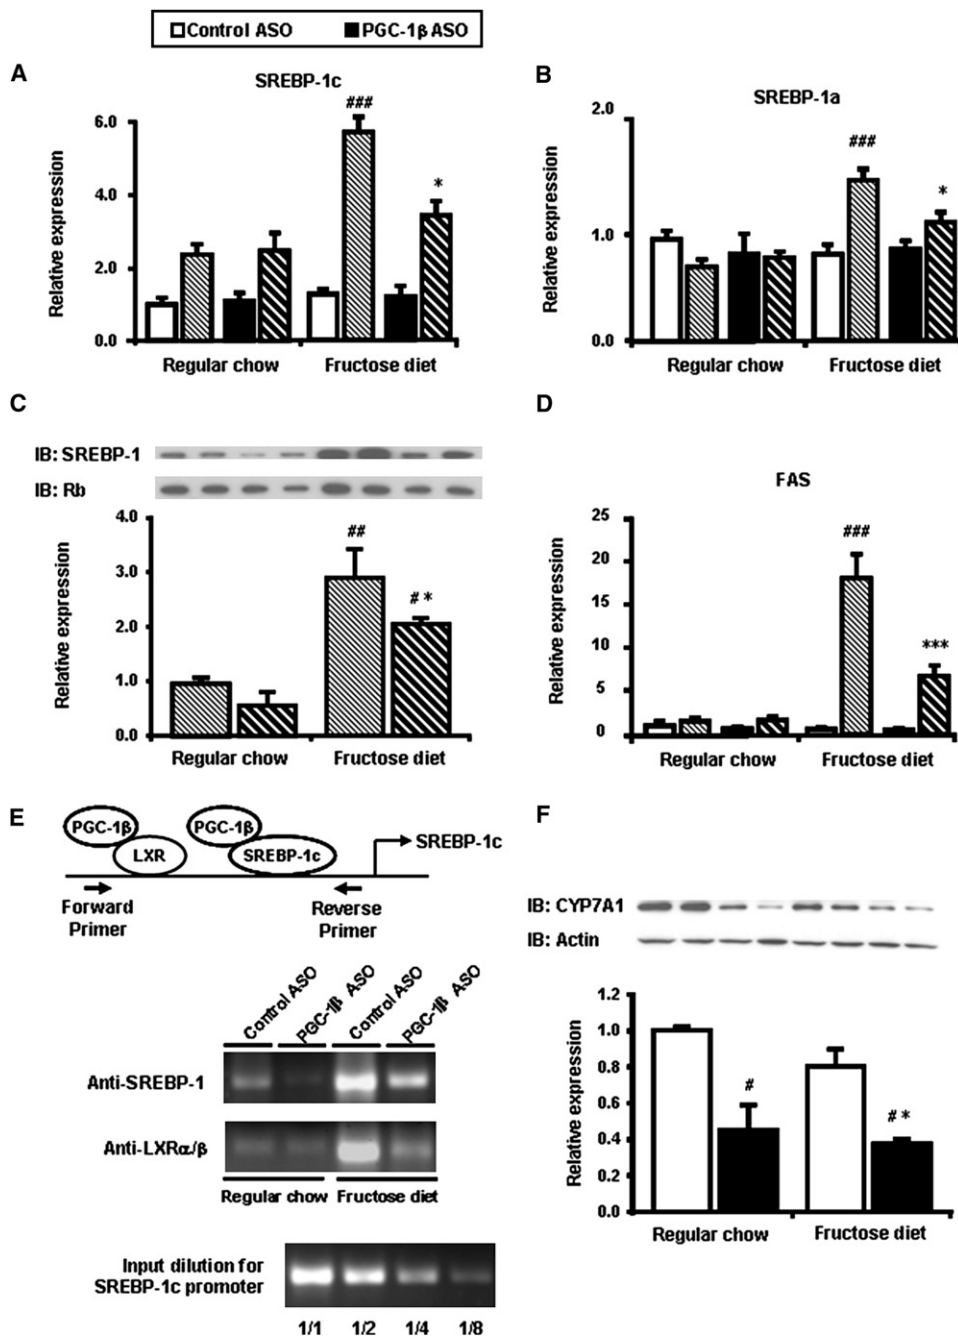 Control ASO PGC-1β ASO
A
SREBP-1c
Relative expression
6.0
4.0
2.0
0.0
###
*
Regular chow Fructose diet
B
SREBP-1a
Relative expression
2.0
1.0
0.0
###
*
Regular chow Fructose diet
C
IB: SREBP-1
IB: Rb
Relative expression
4.0
3.0
2.0
1.0
0.0
##
# *
Regular chow Fructose diet
D
FAS
Relative expression
25
20
15
10
5
0
###
***
Regular chow Fructose diet
E
PGC-1β PGC-1β
LXR SREBP-1c
SREBP-1c
Forward Primer
Reverse Primer
Control ASO
PGC-1β ASO
Control ASO
PGC-1β ASO
Anti-SREBP-1
Anti-LXRα/β
Regular chow Fructose diet
Input dilution for
SREBP-1c promoter
1/1 1/2 1/4 1/8
F
IB: CYP7A1
IB: Actin
Relative expression
1.2
1.0
0.8
0.6
0.4
0.2
0.0
#
# *
Regular chow Fructose diet